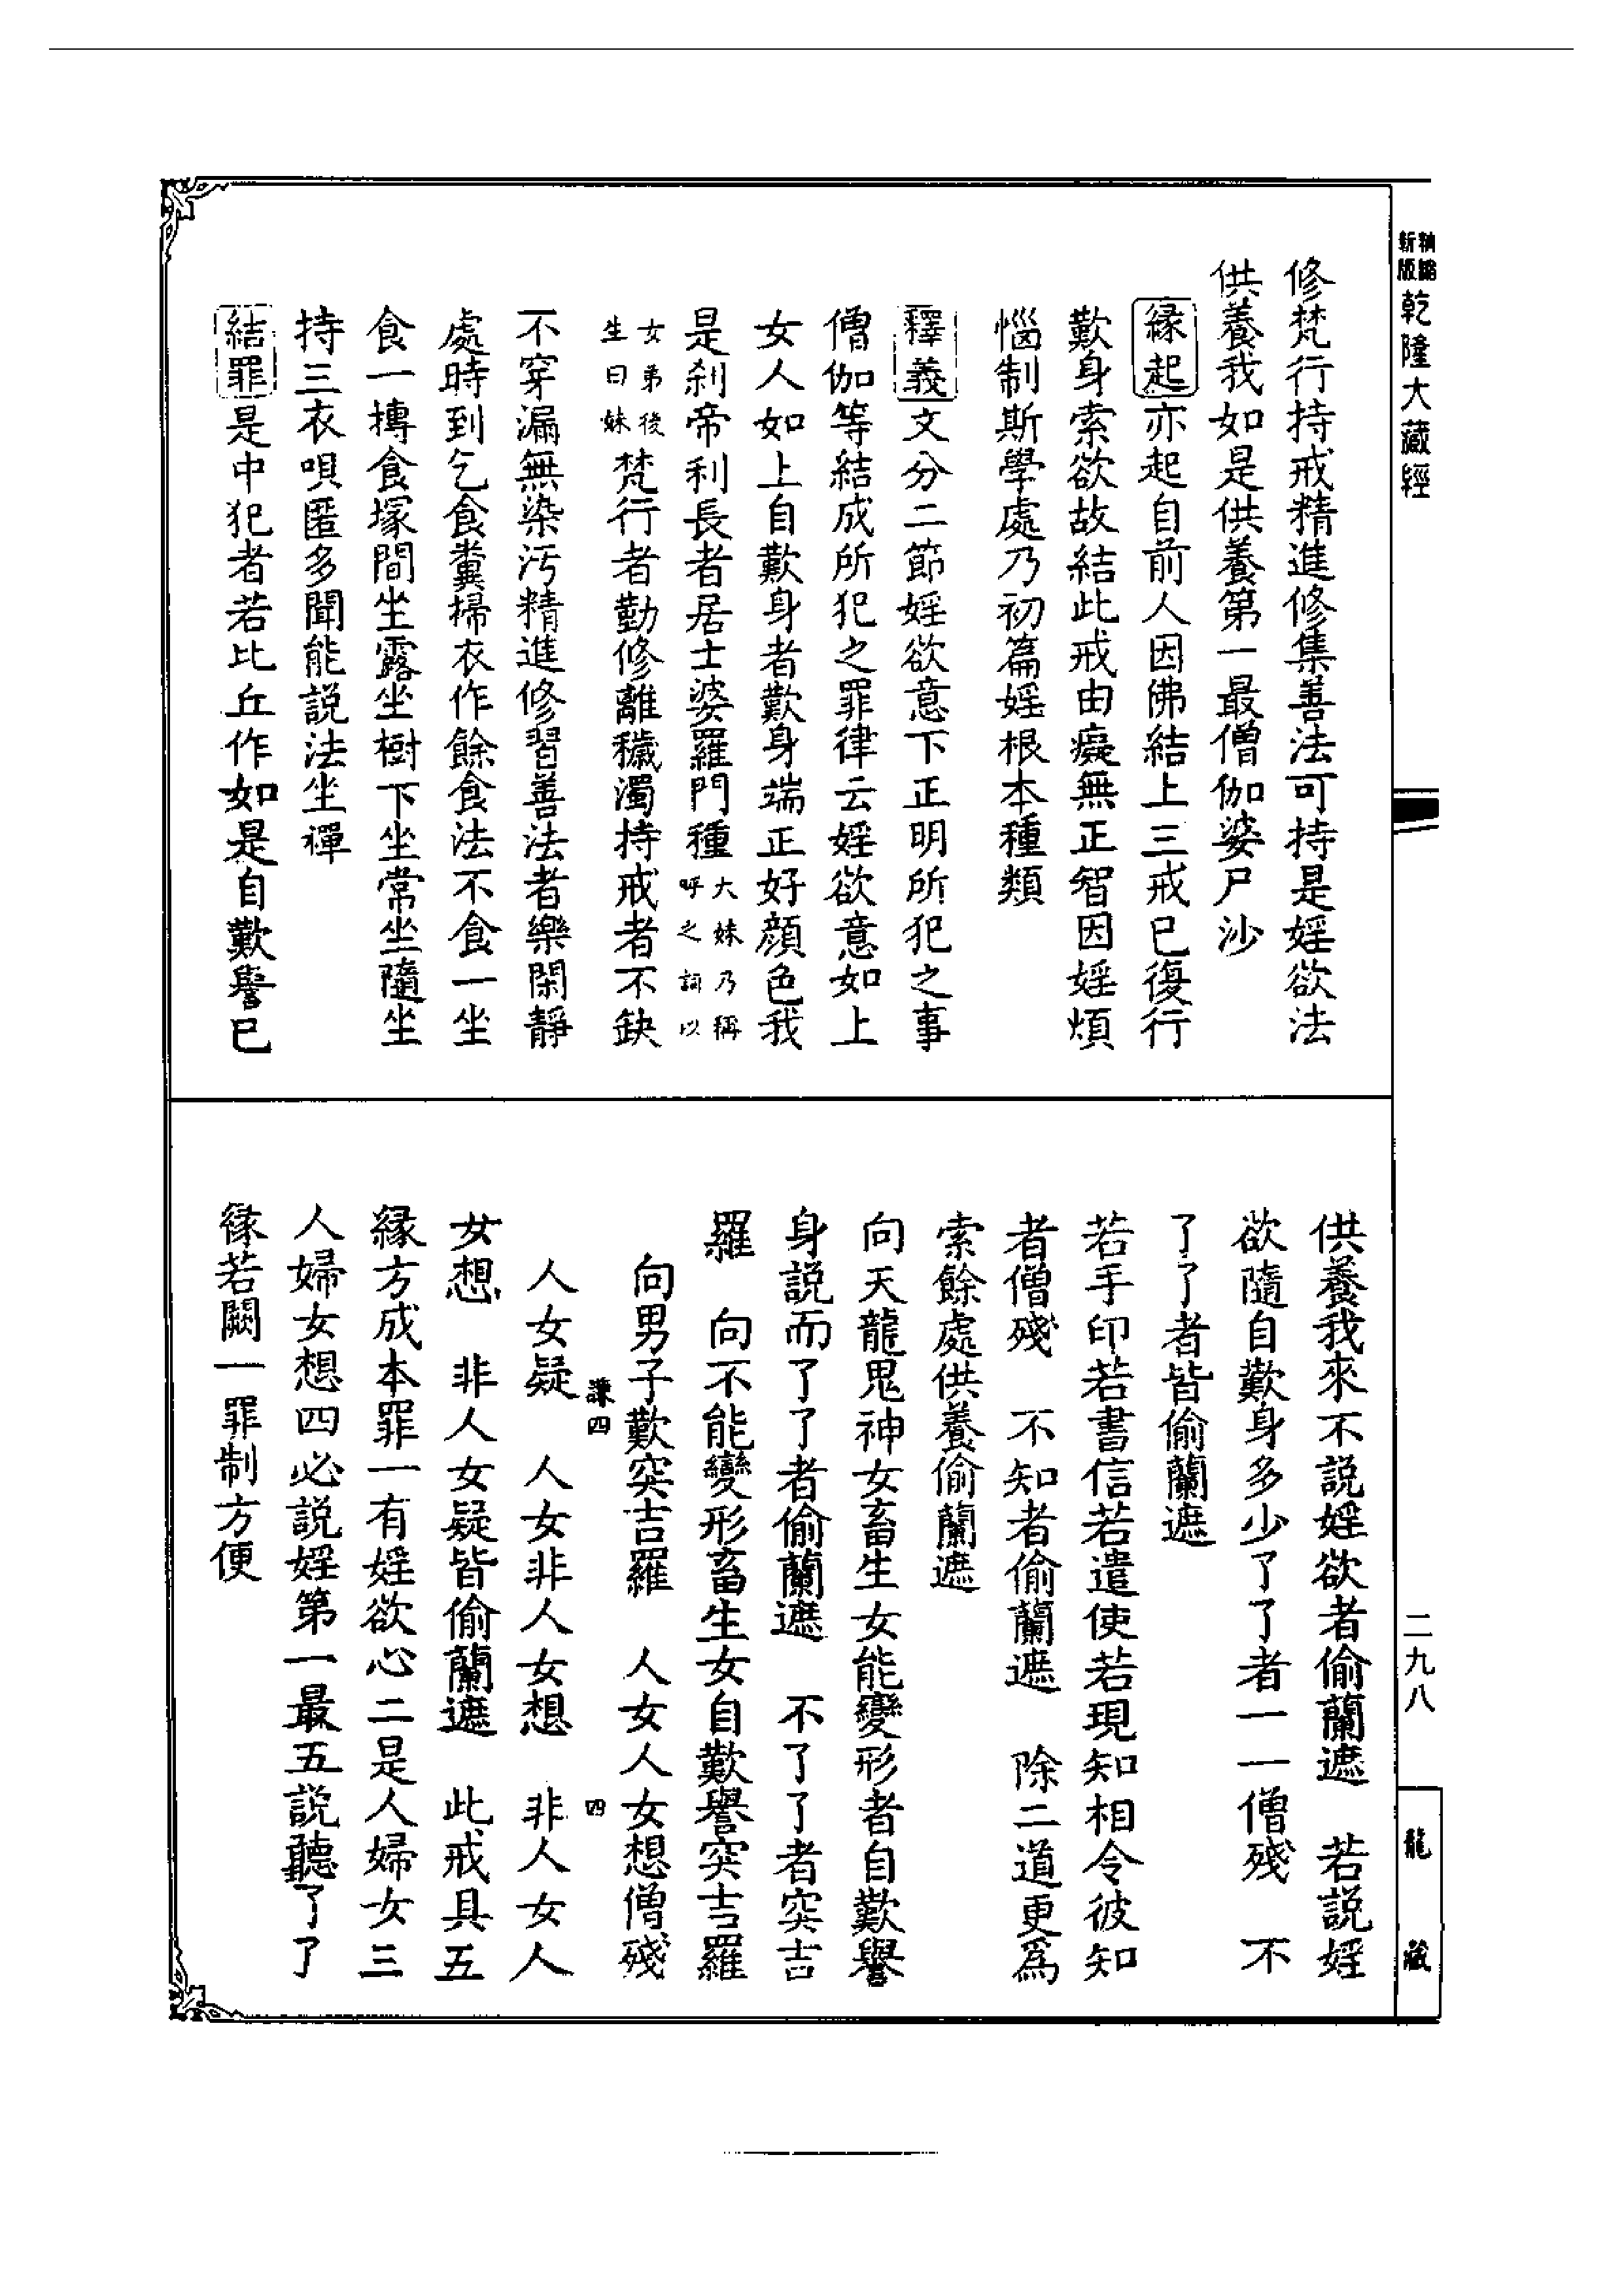 新版
精縮
乾隆大藏經
修梵行持戒精進修集善法可持是婬欲法
供養我如是供養第一最僧伽婆尸沙
緣起亦起自前人因佛結上三戒已復行
歎身索欲故結此戒由癡無正智因婬煩
惱制斯學處乃初篇婬根本種類
釋義文分二節婬欲意下正明所犯之事
僧伽等結成所犯之罪律云婬欲意如上
女人如上自歎身者歎身端正好顔色我
是刹帝利長者居士婆羅門種大妹乃稱呼之詞以
女弟後生曰妹梵行者勤修離穢濁持戒者不缺
不穿漏無染汚精進修習善法者樂閑靜
處時到乞食糞掃衣作餘食法不食一坐
食一摶食塚間坐露坐樹下坐常坐隨坐
持三衣唄匿多聞能説法坐禪
結罪是中犯者若比丘作如是自歎譽已
供養我來不説婬欲者偷蘭遮　若説婬
欲隨自歎身多少了了者一一僧殘　不
了了者皆偷蘭遮
若手印若書信若遣使若現知相令彼知
者僧殘　不知者偷蘭遮　除二道更爲
索餘處供養偷蘭遮
向天龍鬼神女畜生女能變形者自歎譽
身説而了了者偷蘭遮　不了了者突吉
羅　向不能變形畜生女自歎譽突吉羅
向男子歎突吉羅　人女人女想僧殘
謙四
四
人女疑　人女非人女想　非人女人
女想　非人女疑皆偷蘭遮　此戒具五
緣方成本罪一有婬欲心二是人婦女三
人婦女想四必説婬第一最五説聽了了
緣若闕一罪制方便
二九八
龍藏